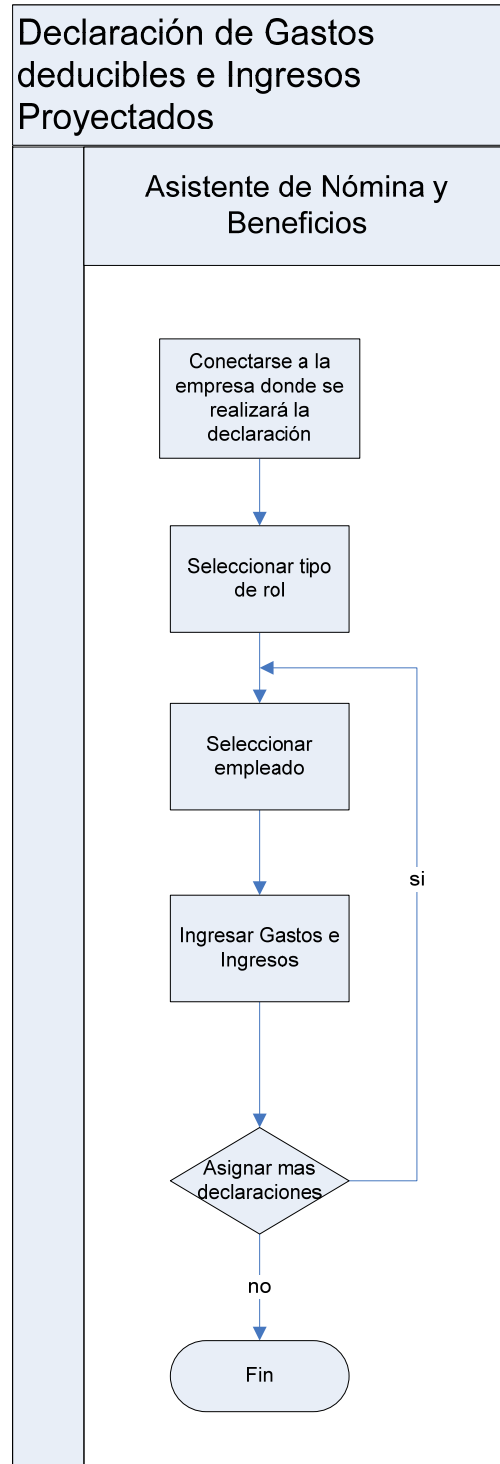 Declaración de Gastos
deducibles e Ingresos
Proyectados
Asistente de Nómina y
Beneficios
Conectarse a la
empresa donde se
realizará la
declaración
Seleccionar tipo
de rol
Seleccionar
empleado
Ingresar Gastos e
Ingresos
si
Asignar mas
declaraciones
no
Fin